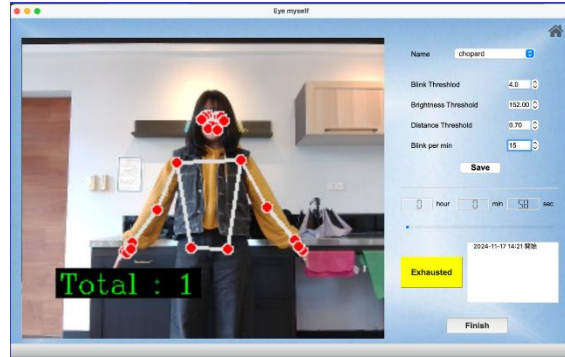 Eye myself
Name chopard
Blink Threshlod 4.0
Brightness Threshold 152.00
Distance Threshold 0.70
Blink per min 15
Save
0 hour 0 min 58 sec
2024-11-17 14:21 開始
Exhausted
Total : 1
Finish